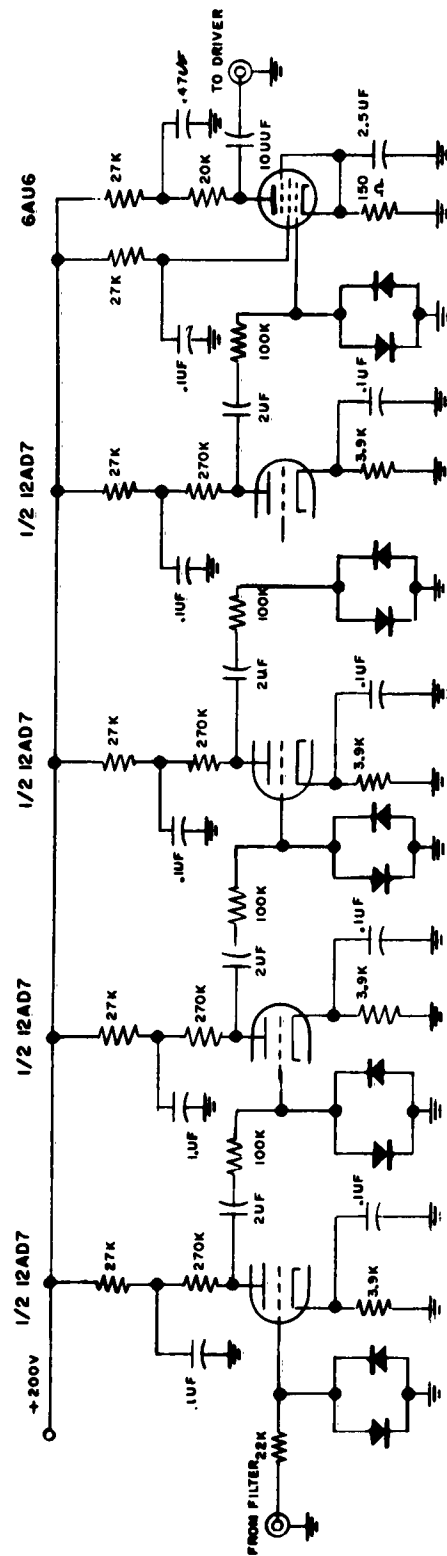 +200V
1/2 12AD7
27K
.1UF
270K
2UF
100K
FROM FILTER
22K
3.9K
.1UF
1/2 12AD7
27K
1.UF
270K
2UF
100K
3.9K
.1UF
1/2 12AD7
27K
.1UF
270K
2UF
100K
3.9K
.1UF
1/2 12AD7
27K
.1UF
270K
2UF
100K
3.9K
.1UF
6AU6
27K
27K
.47UF
20K
.1UF
10UUF
TO DRIVER
150
Ω
2.5UF